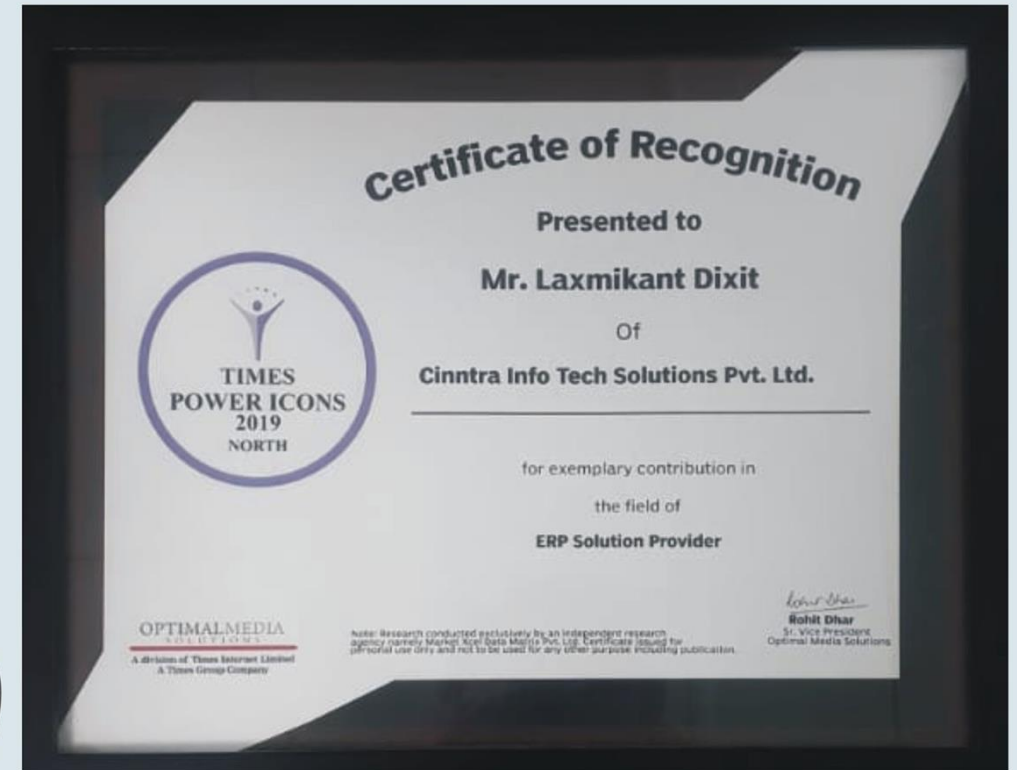 Certificate of Recognition
Presented to
Mr. Laxmikant Dixit
Of
Cinntra Info Tech Solutions Pvt. Ltd.
for exemplary contribution in
the field of
ERP Solution Provider
TIMES
POWER ICONS
2019
NORTH
OPTIMALMEDIA
SOLUTIONS
A division of Times Internet Limited
A Times Group Company
Note: Research conducted exclusively by an independent research
agency namely Market Xcel Data Matrix Pvt. Ltd. Certificate issued for
personal use only and not to be used for any other purpose including publication.
Rohit Dhar
Rohit Dhar
Sr. Vice President
Optimal Media Solutions